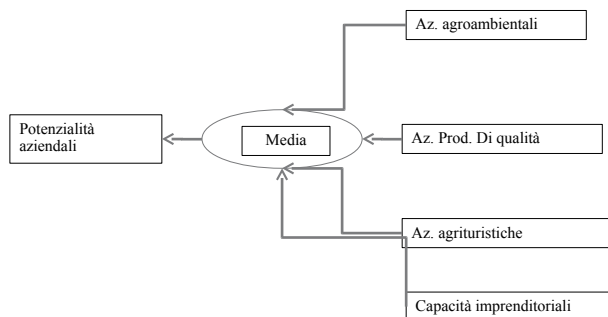 Az. agroambientali
Potenzialità
aziendali
Media
Az. Prod. Di qualità
Az. agrituristiche
Capacità imprenditoriali